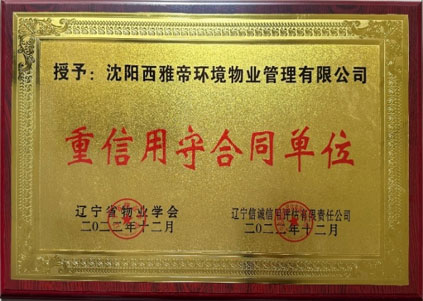 授予：沈阳西雅帝环境物业管理有限公司
重信用守合同单位
辽宁省物业学会 辽宁信诚信用评估有限责任公司
二〇二二年十二月 二〇二二年十二月